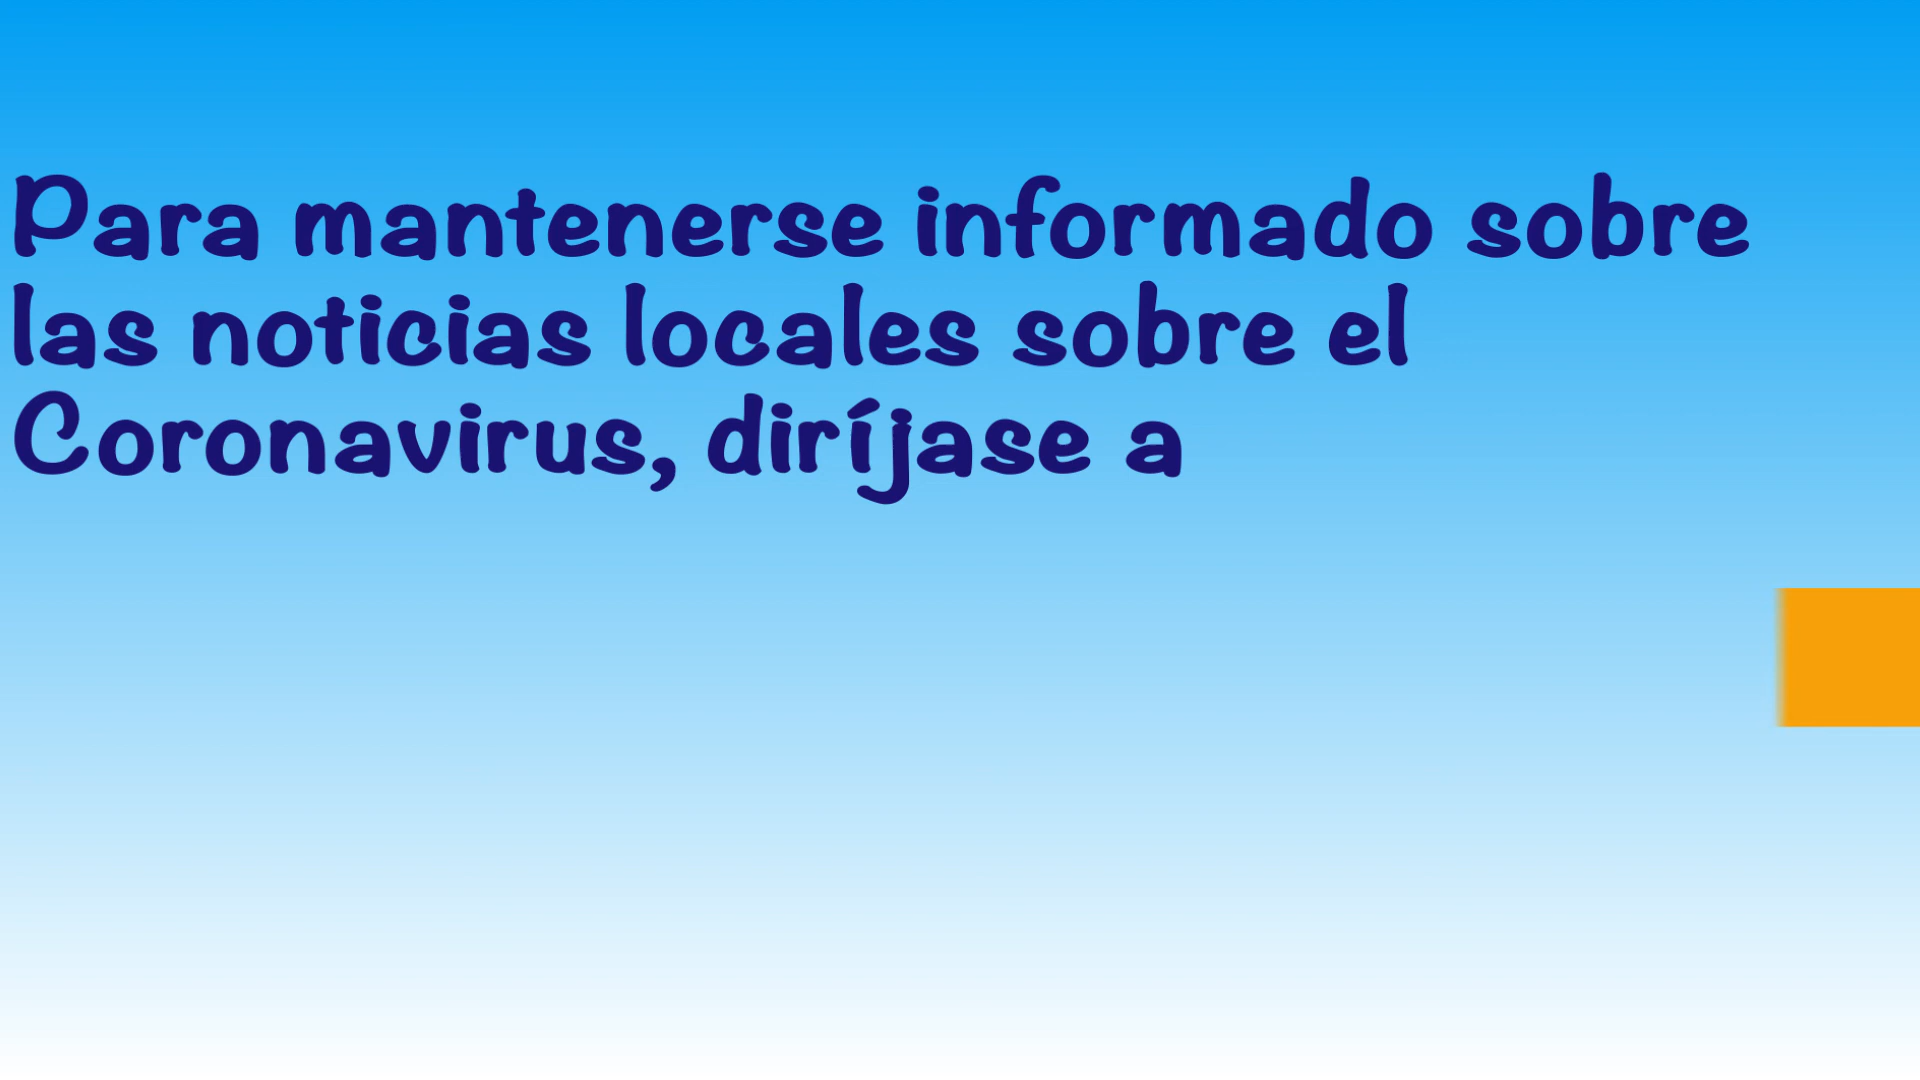 Para mantenerse informado sobre
las noticias locales sobre el
Coronavirus, diríjase a